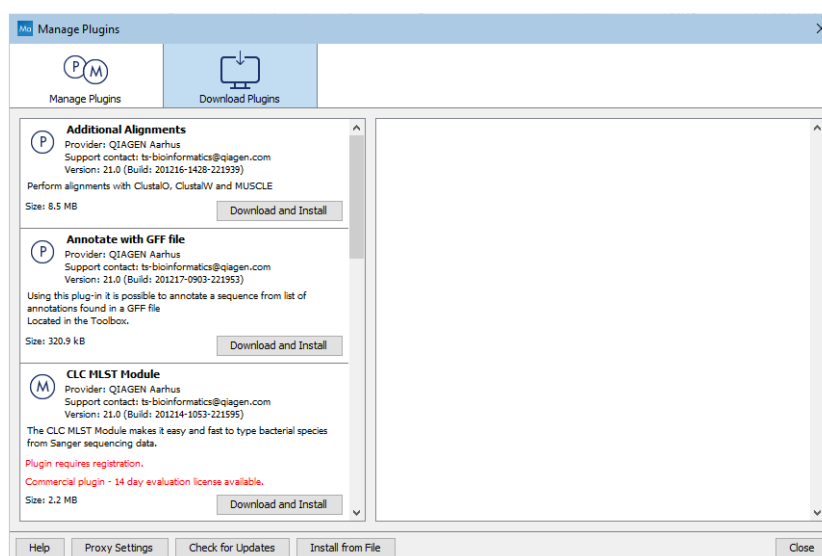 Mo Manage Plugins
P M
Manage Plugins
Download Plugins
P
Additional Alignments
Provider: QIAGEN Aarhus
Support contact: ts-bioinformatics@qiagen.com
Version: 21.0 (Build: 201216-1428-221939)
Perform alignments with ClustalO, ClustalW and MUSCLE
Size: 8.5 MB
Download and Install
P
Annotate with GFF file
Provider: QIAGEN Aarhus
Support contact: ts-bioinformatics@qiagen.com
Version: 21.0 (Build: 201217-0903-221953)
Using this plug-in it is possible to annotate a sequence from list of
annotations found in a GFF file
Located in the Toolbox.
Size: 320.9 kB
Download and Install
M
CLC MLST Module
Provider: QIAGEN Aarhus
Support contact: ts-bioinformatics@qiagen.com
Version: 21.0 (Build: 201214-1053-221595)
The CLC MLST Module makes it easy and fast to type bacterial species
from Sanger sequencing data.
Plugin requires registration.
Commercial plugin - 14 day evaluation license available.
Size: 2.2 MB
Download and Install
Help
Proxy Settings
Check for Updates
Install from File
Close